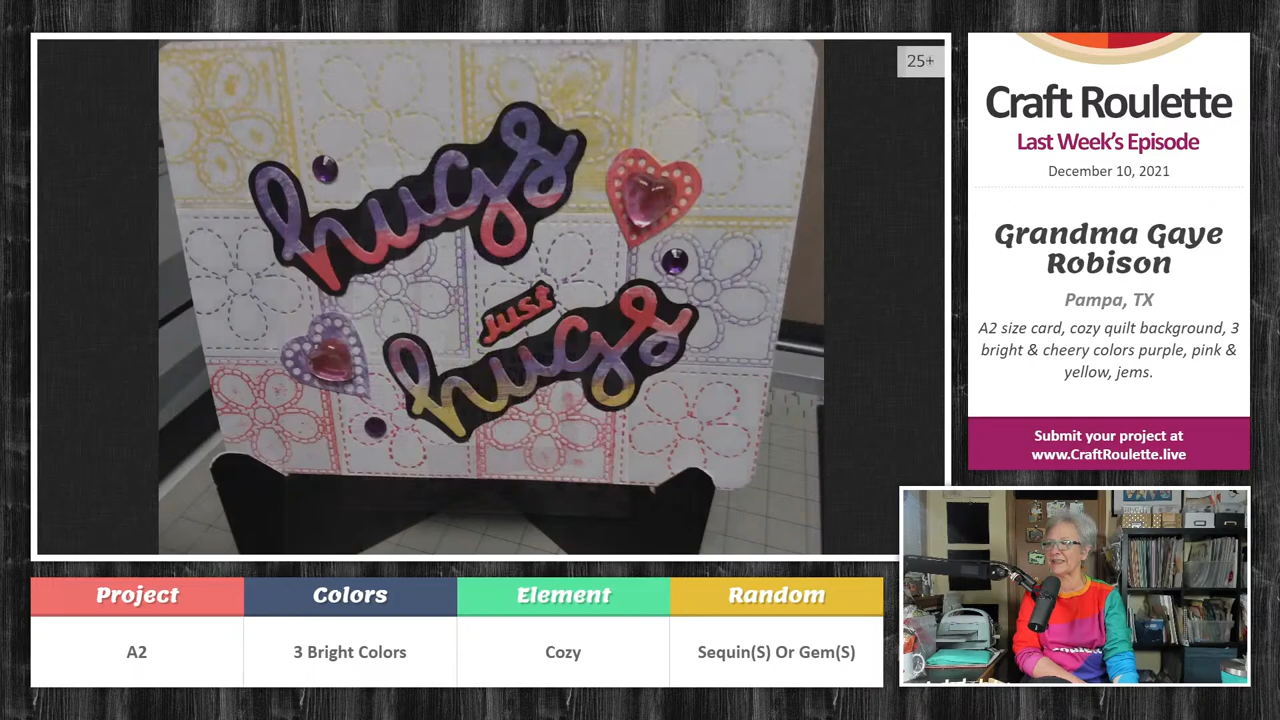 25+
hugs
just
hugs
Craft Roulette
Last Week's Episode
December 10, 2021
Grandma Gaye
Robison
Pampa, TX
A2 size card, cozy quilt background, 3
bright & cheery colors purple, pink &
yellow, jems.
Submit your project at
www.CraftRoulette.live
Project
Colors
Element
Random
A2
3 Bright Colors
Cozy
Sequin(S) Or Gem(S)